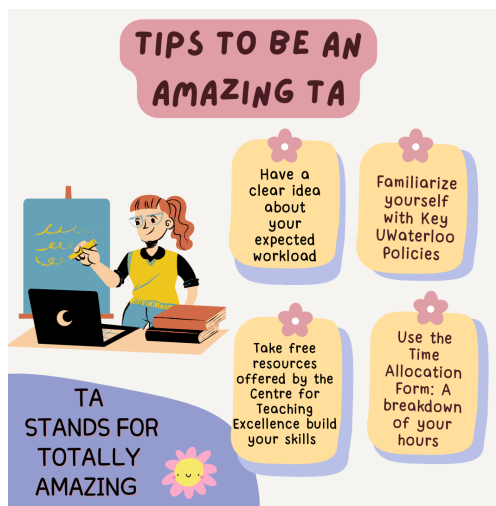 TIPS TO BE AN
AMAZING TA
Have a
clear idea
about
your
expected
workload
Familiarize
yourself
with Key
UWaterloo
Policies
Take free
resources
offered by the
Centre for
Teaching
Excellence build
your skills
Use the
Time
Allocation
Form: A
breakdown
of your
hours
TA
STANDS FOR
TOTALLY
AMAZING